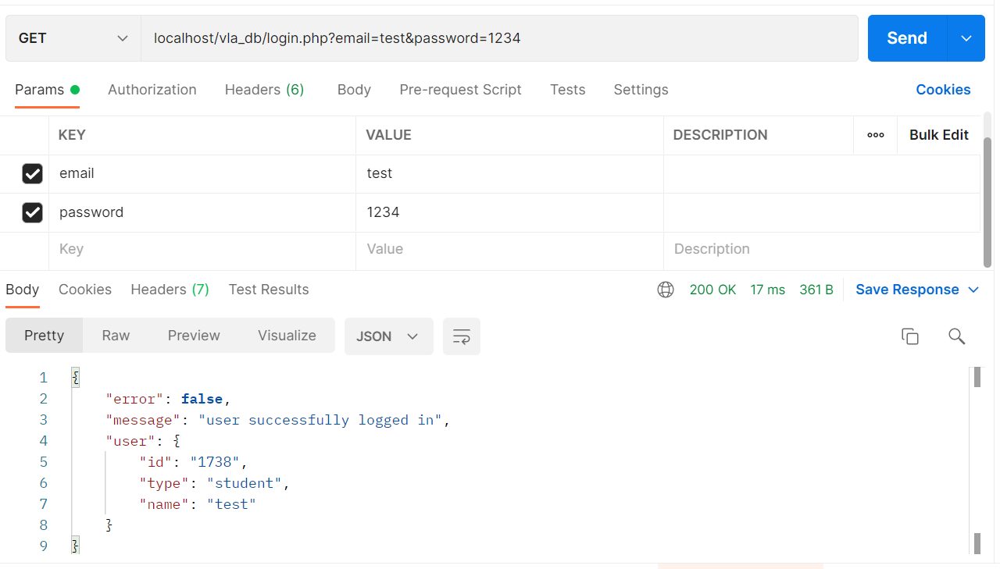 GET localhost/vla_db/login.php?email=test&password=1234 Send
Params Authorization Headers (6) Body Pre-request Script Tests Settings Cookies
KEY VALUE DESCRIPTION ooo Bulk Edit
email test
password 1234
Key Value Description
Body Cookies Headers (7) Test Results 200 OK 17 ms 361 B Save Response
Pretty Raw Preview Visualize JSON
1 {
2 "error": false,
3 "message": "user successfully logged in",
4 "user": {
5 "id": "1738",
6 "type": "student",
7 "name": "test"
8 }
9 }